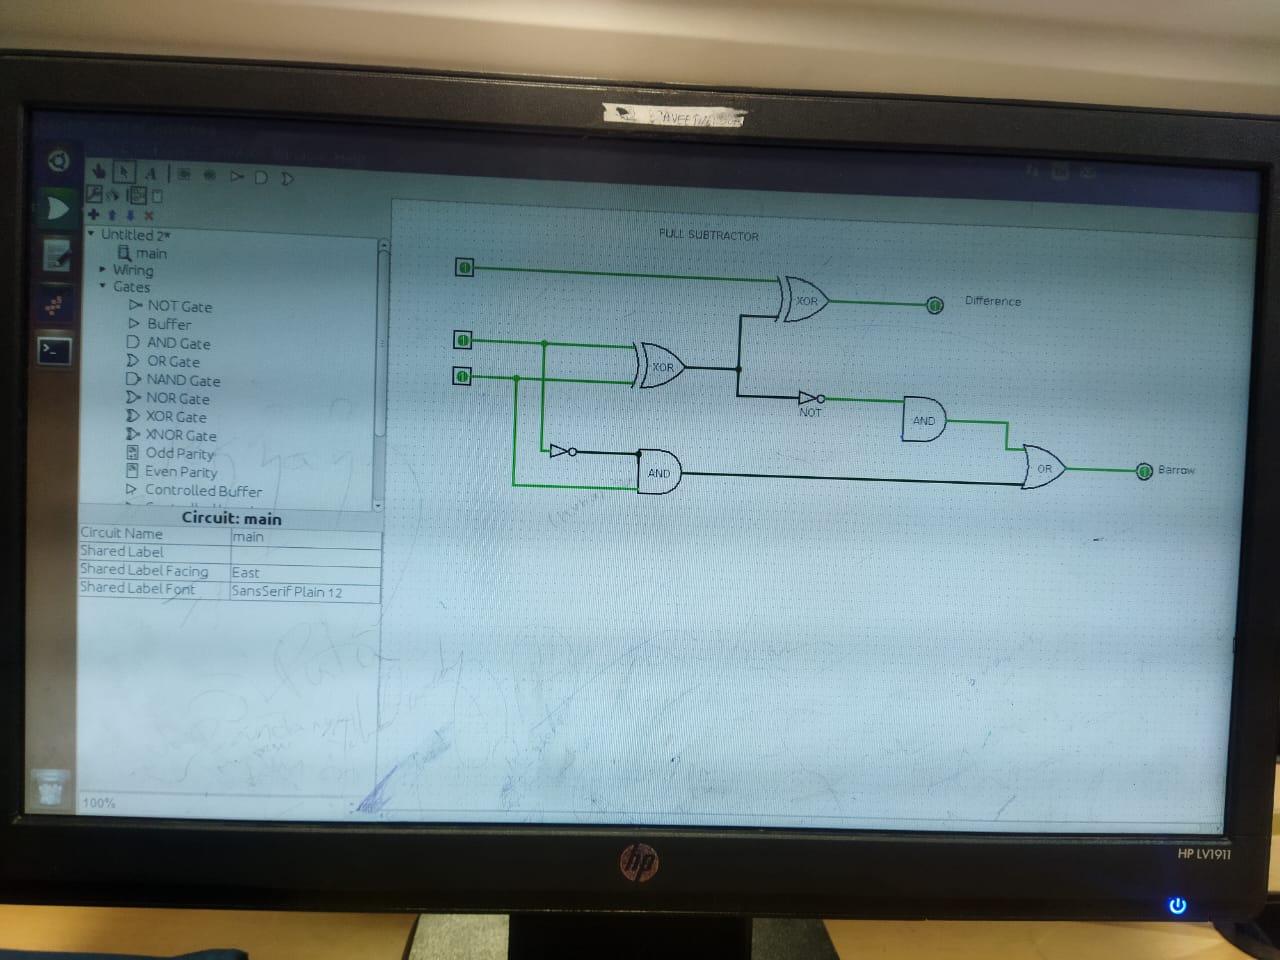 Untitled 2*
main
Wiring
Gates
NOT Gate
Buffer
AND Gate
OR Gate
NAND Gate
NOR Gate
XOR Gate
XNOR Gate
Odd Parity
Even Parity
Controlled Buffer
Circuit: main
Circuit Name main
Shared Label
Shared Label Facing East
Shared Label Font SansSerif Plain 12
100%
FULL SUBTRACTOR
XOR
Difference
XOR
NOT
AND
AND
OR
Barrow
hp
HP LV1911